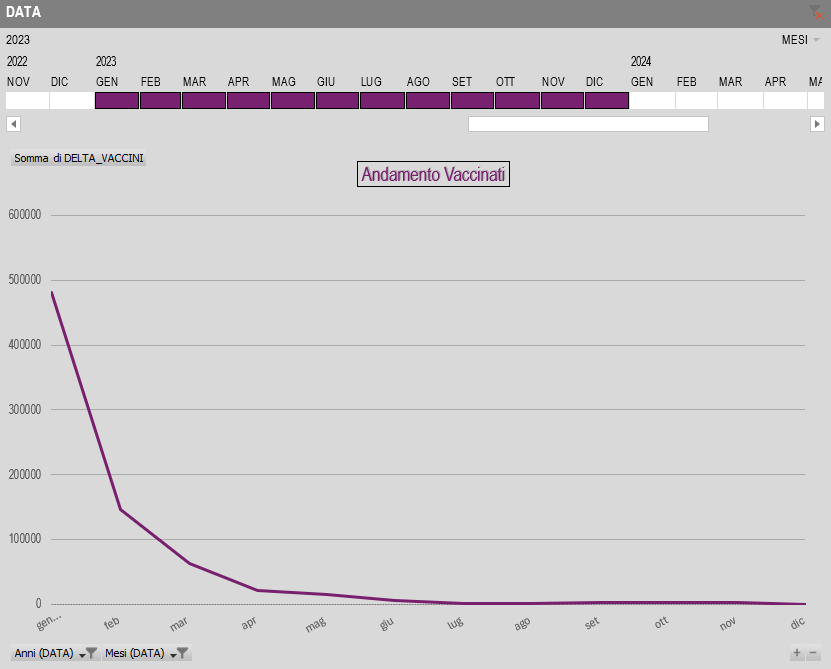 DATA
2023 MESI
2022 2023 2024
NOV DIC GEN FEB MAR APR MAG GIU LUG AGO SET OTT NOV DIC GEN FEB MAR APR MA
Somma di DELTA_VACCINI
Andamento Vaccinati
600000
500000
400000
300000
200000
100000
0
gen... feb mar apr mag giu lug ago set ott nov dic
Anni (DATA) Mesi (DATA) + −